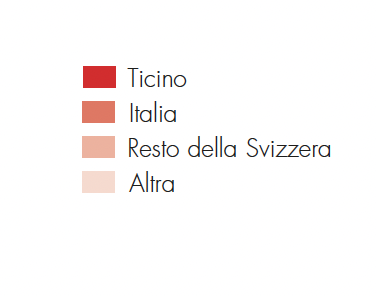 Ticino
Italia
Resto della Svizzera
Altra